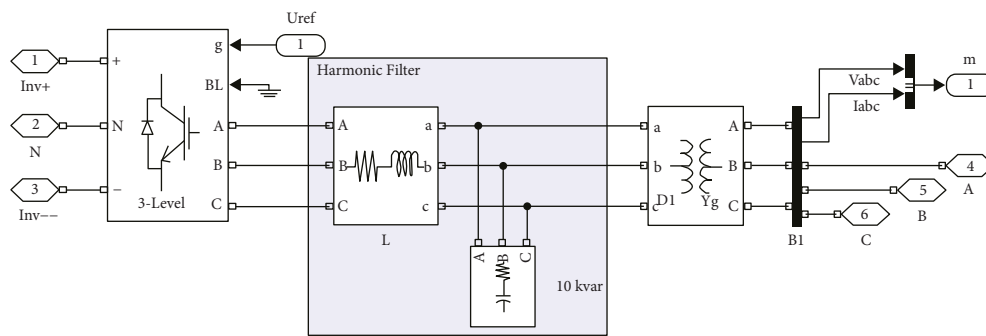 Uref
1
g
BL
1
Inv+
2
N
3
Inv−−
+
N
−
A
B
C
3-Level
Harmonic Filter
A
B
C
a
b
c
L
A
B
C
10 kvar
a
b
c
D1
Yg
A
B
C
B1
Vabc
Iabc
m
1
4
A
5
B
6
C